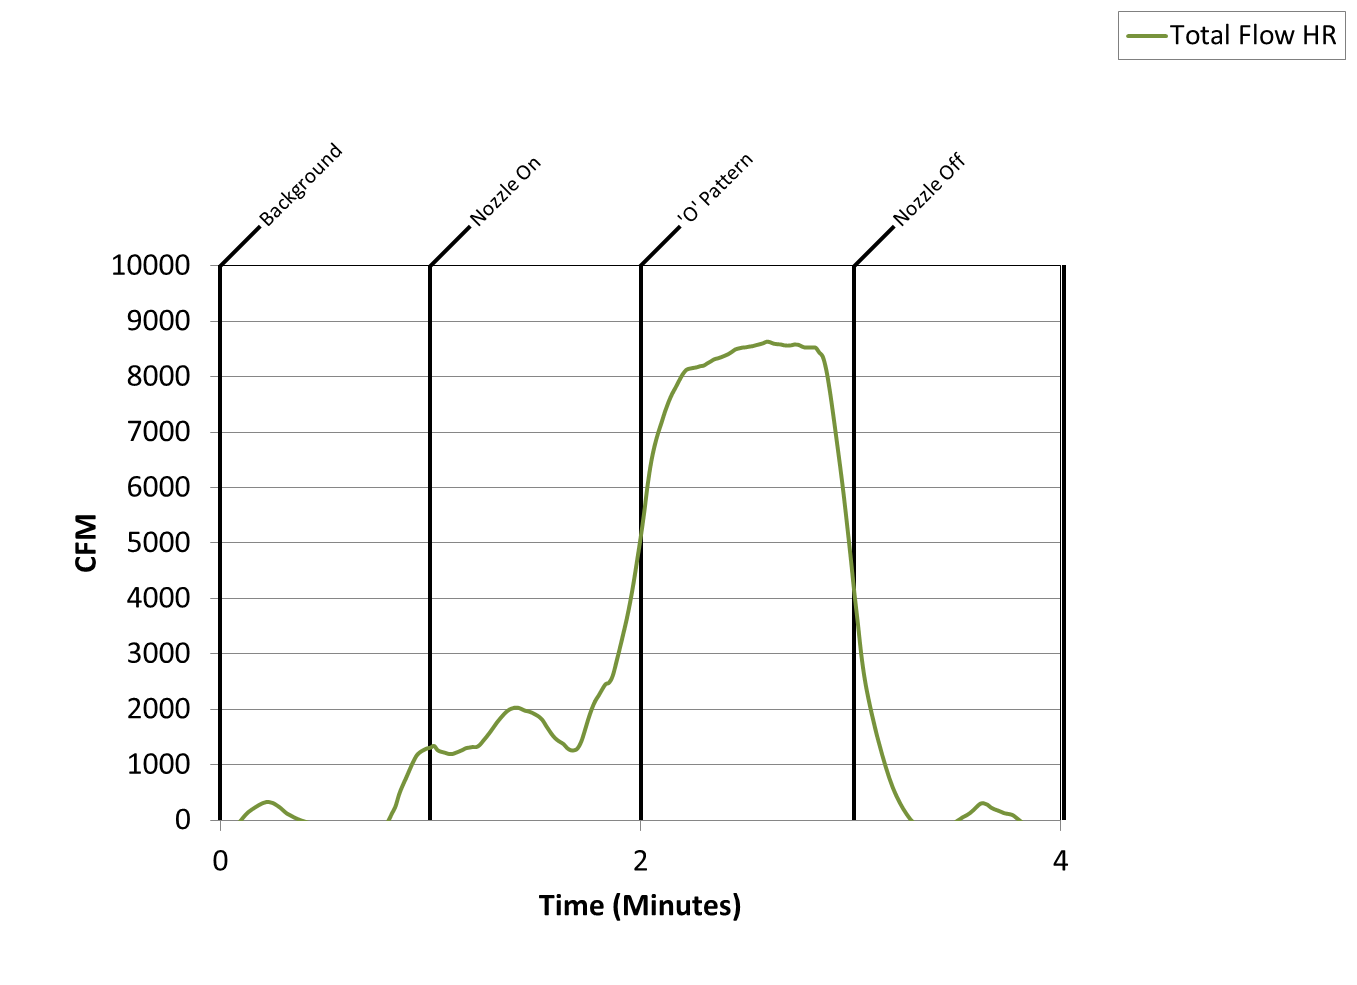 Total Flow HR
Background
Nozzle On
'O' Pattern
Nozzle Off
10000
9000
8000
7000
6000
5000
4000
3000
2000
1000
0
CFM
0 2 4
Time (Minutes)